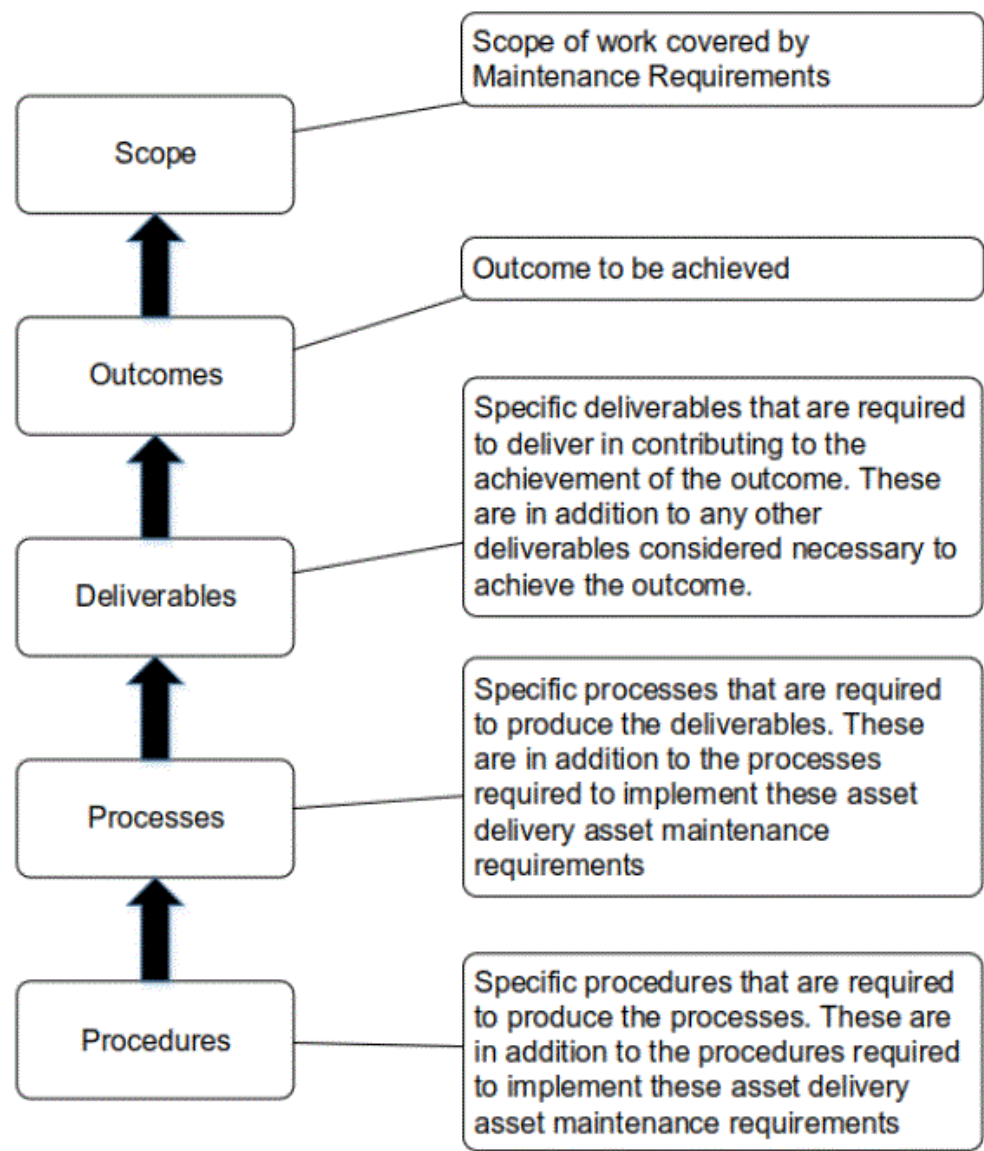 Scope of work covered by
Maintenance Requirements
Scope
Outcome to be achieved
Outcomes
Specific deliverables that are required
to deliver in contributing to the
achievement of the outcome. These
are in addition to any other
deliverables considered necessary to
achieve the outcome.
Deliverables
Specific processes that are required
to produce the deliverables. These
are in addition to the processes
required to implement these asset
delivery asset maintenance
requirements
Processes
Specific procedures that are required
to produce the processes. These are
in addition to the procedures required
to implement these asset delivery
asset maintenance requirements
Procedures